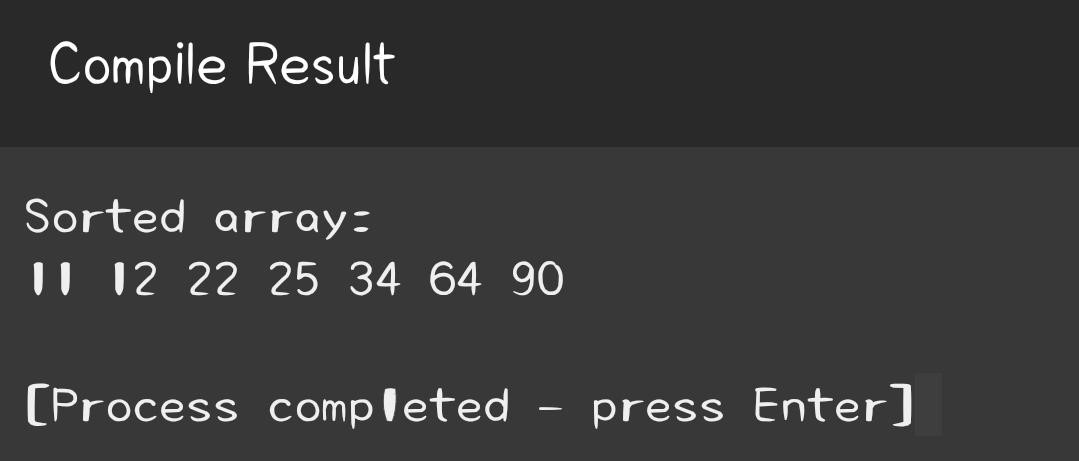 Compile Result
Sorted array:
11 12 22 25 34 64 90
[Process completed - press Enter]